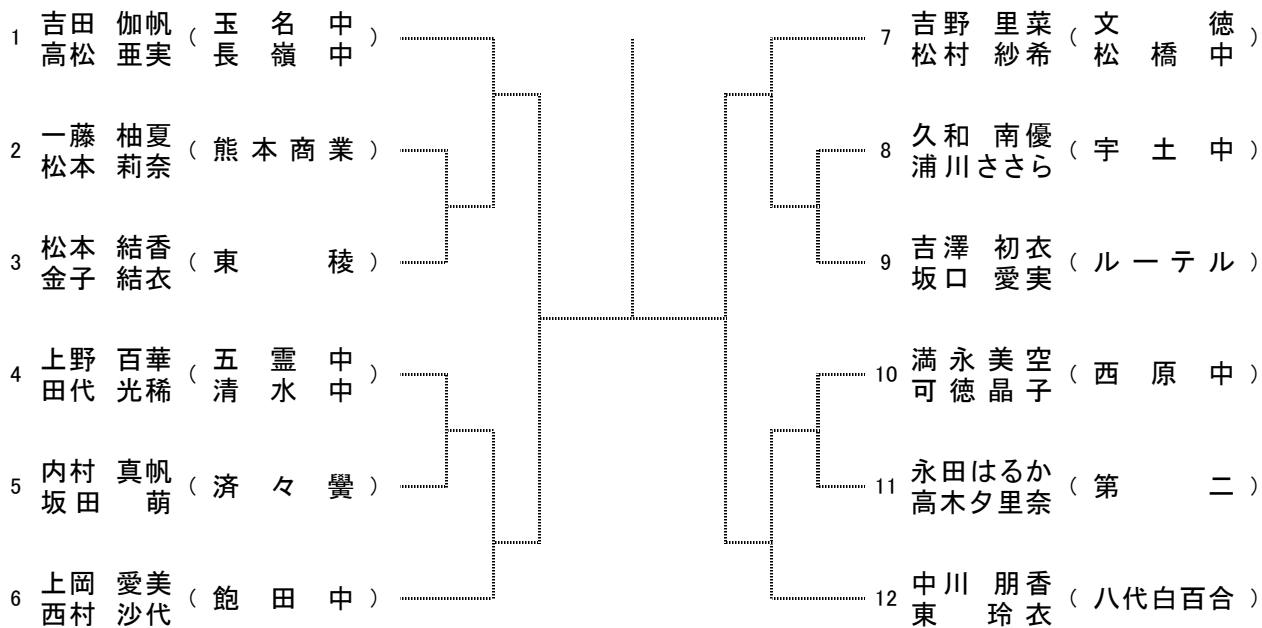 1 吉田 伽帆 ( 玉名中 )
高松 亜実 長嶺中
2 一藤 柚夏 ( 熊本商業 )
松本 莉奈
3 松本 結香 ( 東稜 )
金子 結衣
4 上野 百華 ( 五霊中 )
田代 光稀 清水中
5 内村 真帆 ( 済々黌 )
坂田 萌
6 上岡 愛美 ( 飽田中 )
西村 沙代
7 吉野 里菜 ( 文徳 )
松村 紗希 松橋中
8 久和 南優 ( 宇土中 )
浦川ささら
9 吉澤 初衣 ( ルーテル )
坂口 愛実
10 満永美空 ( 西原中 )
可徳晶子
11 永田はるか ( 第二 )
高木夕里奈
12 中川 朋香 ( 八代白百合 )
東 玲衣